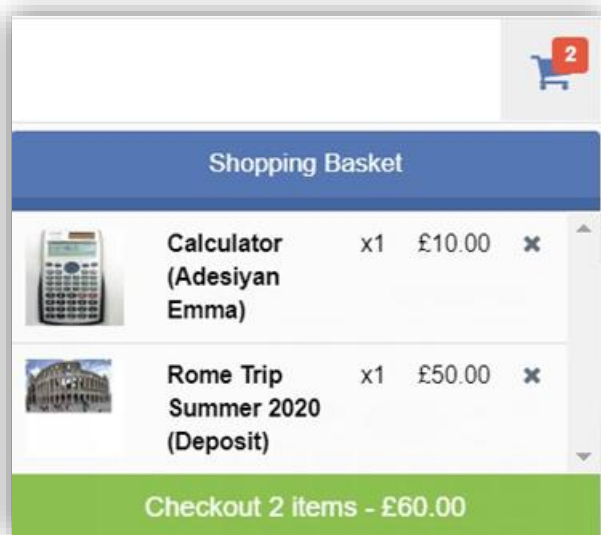 2
Shopping Basket
Calculator x1 £10.00
(Adesiyan
Emma)
Rome Trip x1 £50.00
Summer 2020
(Deposit)
Checkout 2 items - £60.00